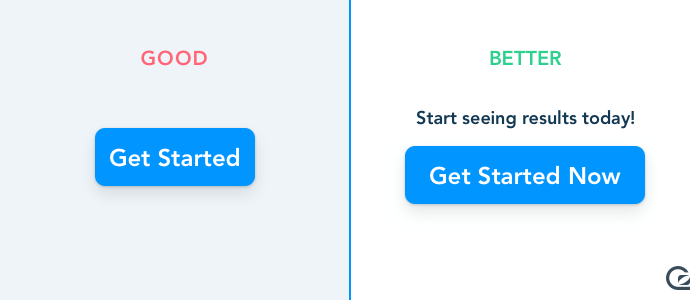 GOOD
Get Started
BETTER
Start seeing results today!
Get Started Now